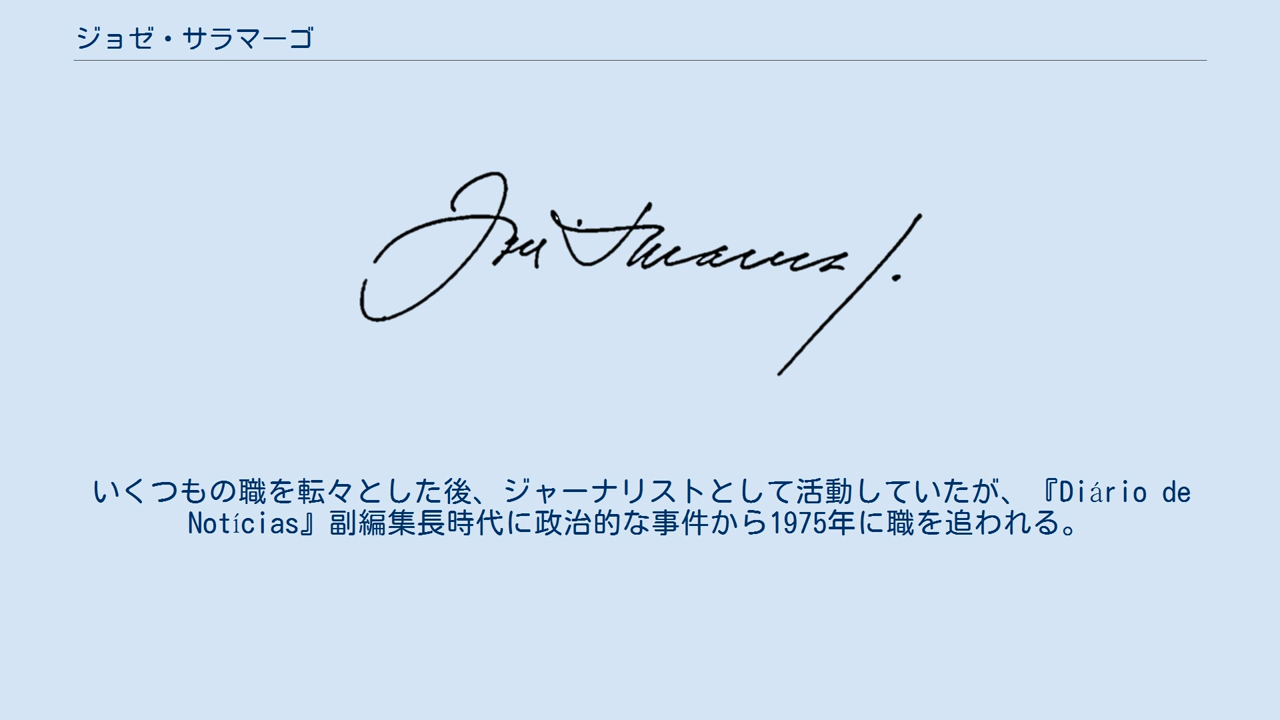 ジョゼ・サラマーゴ
いくつもの職を転々とした後、ジャーナリストとして活動していたが、『Diário de
Notícias』副編集長時代に政治的な事件から1975年に職を追われる。